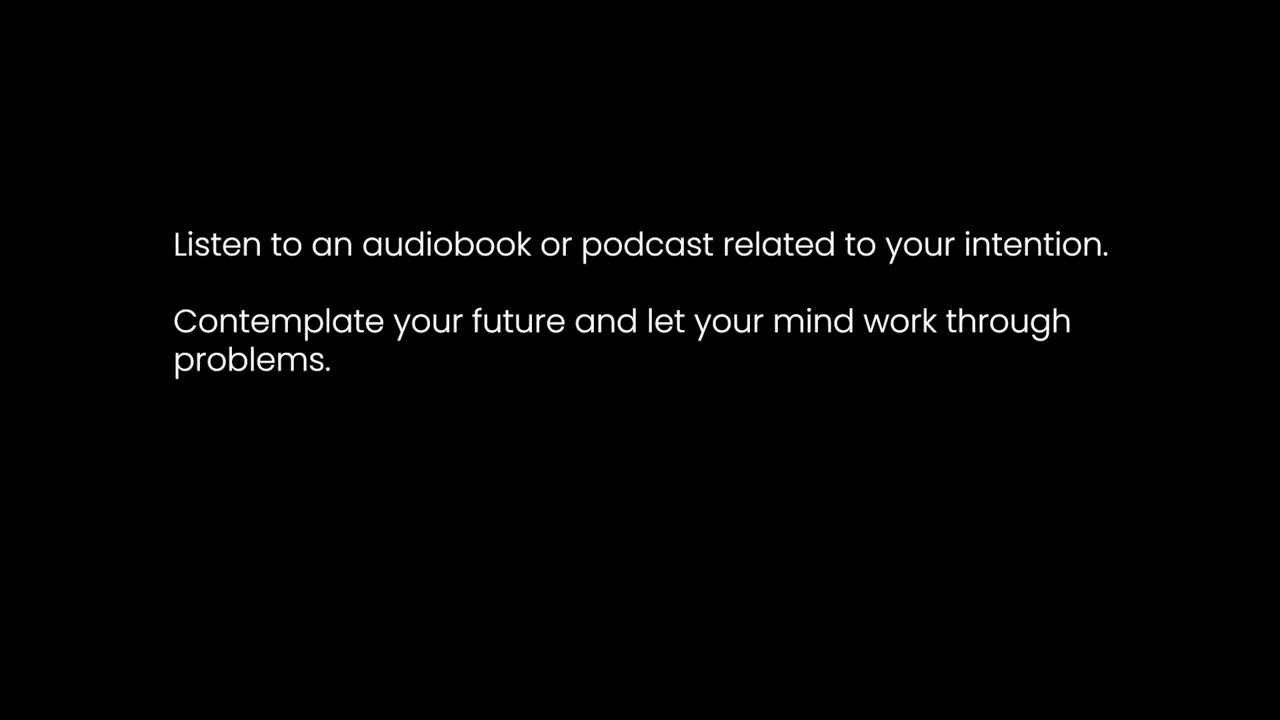 Listen to an audiobook or podcast related to your intention.
Contemplate your future and let your mind work through
problems.